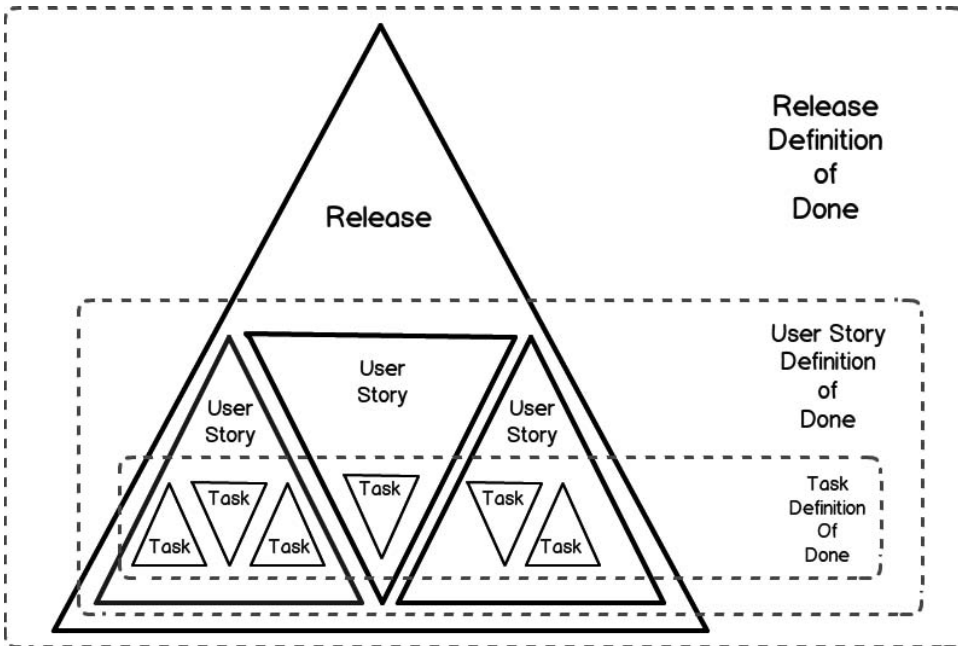 Release
Definition
of
Done
Release
User Story
Definition
of
Done
User
Story
User
Story
User
Story
Task
Definition
Of
Done
Task
Task
Task
Task
Task
Task